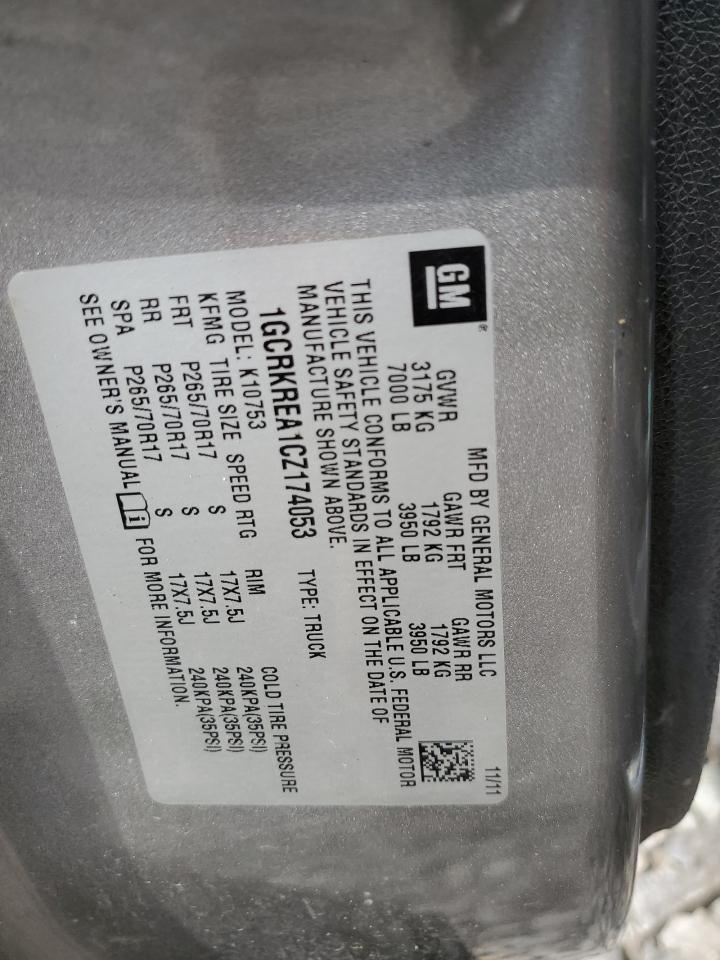 GM®
MFD BY GENERAL MOTORS LLC 11/11
GVWR GAWR FRT GAWR RR
3175 KG 1792 KG 1792 KG
7000 LB 3950 LB 3950 LB
THIS VEHICLE CONFORMS TO ALL APPLICABLE U.S. FEDERAL MOTOR
VEHICLE SAFETY STANDARDS IN EFFECT ON THE DATE OF
MANUFACTURE SHOWN ABOVE.
1GCRKREA1CZ174053 TYPE: TRUCK
MODEL: K10753
KFMG TIRE SIZE SPEED RTG RIM COLD TIRE PRESSURE
FRT P265/70R17 S 17X7.5J 240KPA(35PSI)
RR P265/70R17 S 17X7.5J 240KPA(35PSI)
SPA P265/70R17 S 17X7.5J 240KPA(35PSI)
SEE OWNER'S MANUAL FOR MORE INFORMATION.